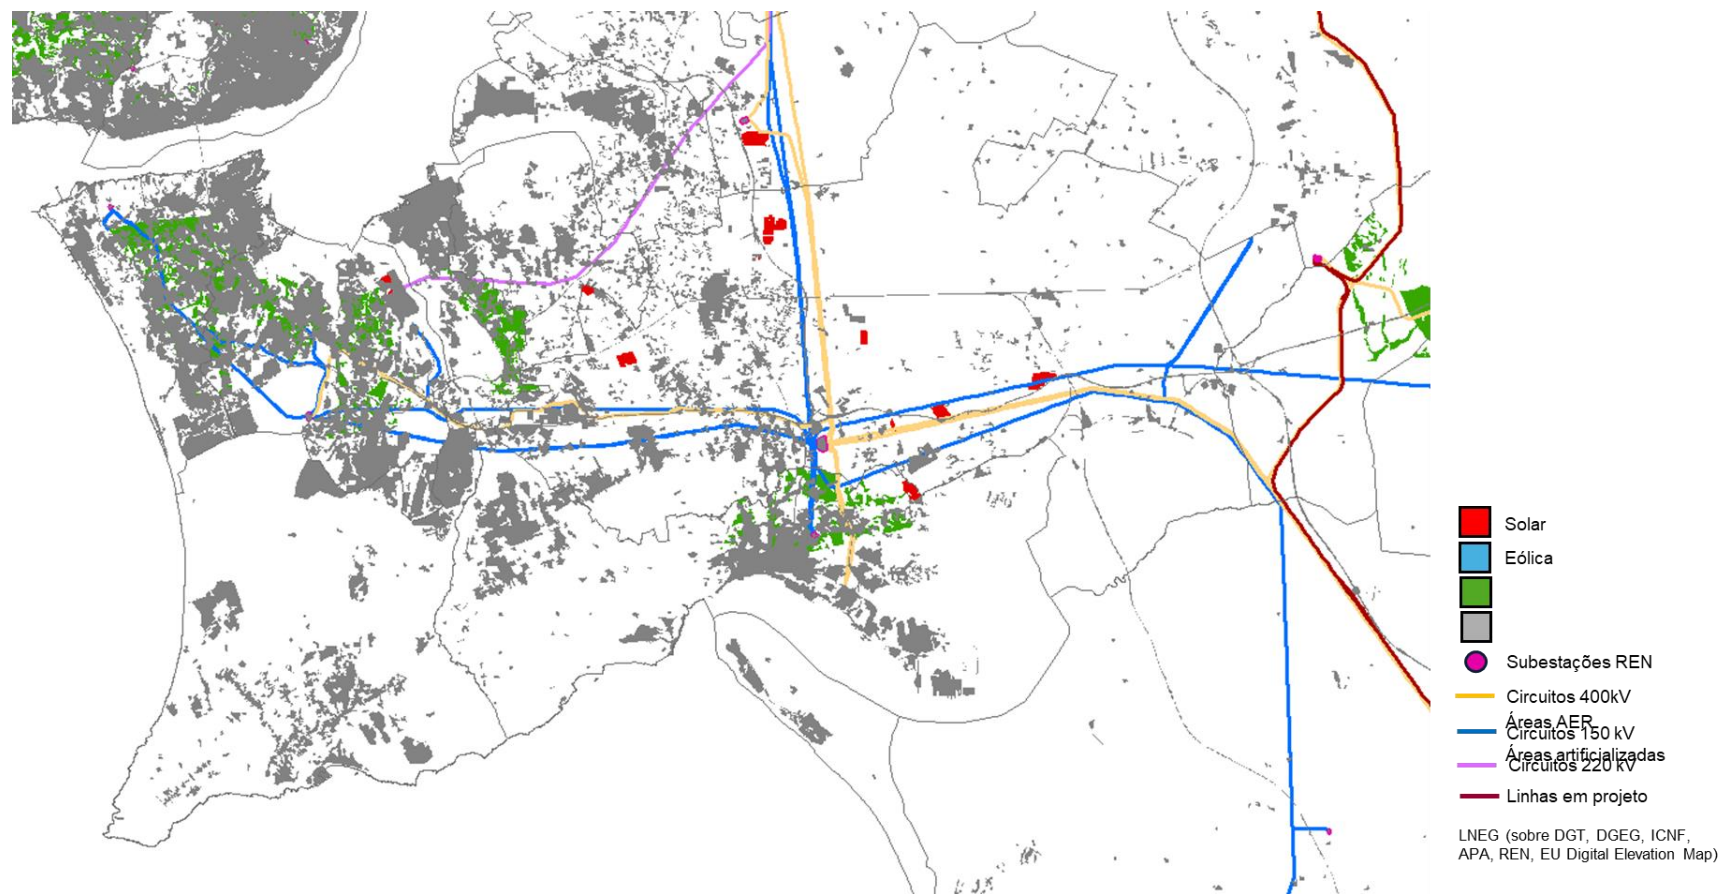 Solar
Eólica
Subestações REN
Circuitos 400kV
Áreas AER
Circuitos 150 kV
Áreas artificializadas
Circuitos 220 kV
Linhas em projeto
LNEG (sobre DGT, DGEG, ICNF,
APA, REN, EU Digital Elevation Map)